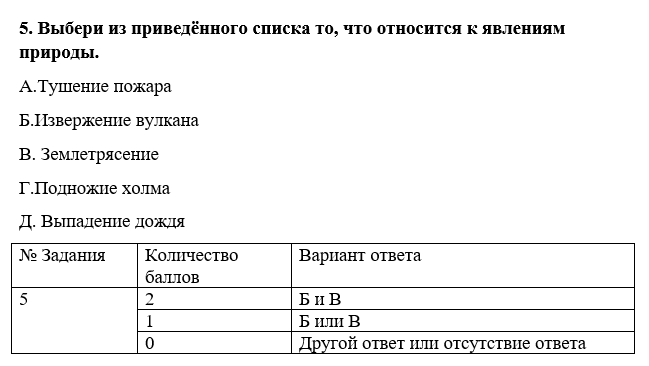 5. Выбери из приведённого списка то, что относится к явлениям
природы.
А.Тушение пожара
Б.Извержение вулкана
В. Землетрясение
Г.Подножие холма
Д. Выпадение дождя
№ Задания Количество баллов Вариант ответа
5 2 Б и В
1 Б или В
0 Другой ответ или отсутствие ответа